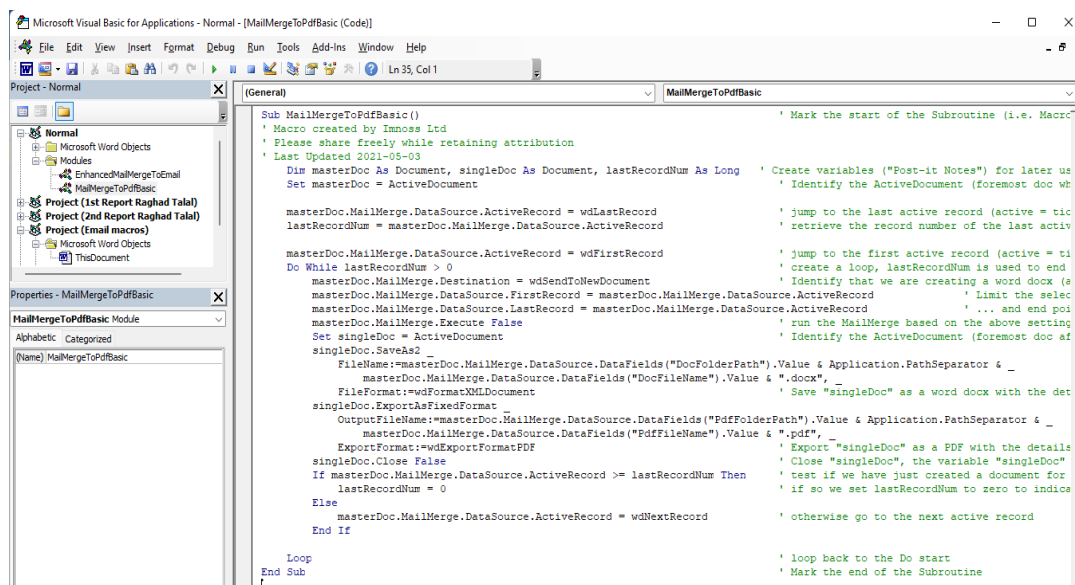 Microsoft Visual Basic for Applications - Normal - [MailMergeToPdfBasic (Code)]
File Edit View Insert Format Debug Run Tools Add-Ins Window Help
Ln 35, Col 1
Project - Normal
Normal
Microsoft Word Objects
Modules
EnhancedMailMergeToEmail
MailMergeToPdfBasic
Project (1st Report Raghad Talal)
Project (2nd Report Raghad Talal)
Project (Email macros)
Microsoft Word Objects
ThisDocument
Properties - MailMergeToPdfBasic
MailMergeToPdfBasic Module
Alphabetic Categorized
(Name) MailMergeToPdfBasic
(General) MailMergeToPdfBasic
Sub MailMergeToPdfBasic() ' Mark the start of the Subroutine (i.e. Macro
' Macro created by Imnoss Ltd
' Please share freely while retaining attribution
' Last Updated 2021-05-03
Dim masterDoc As Document, singleDoc As Document, lastRecordNum As Long ' Create variables ("Post-it Notes") for later us
Set masterDoc = ActiveDocument ' Identify the ActiveDocument (foremost doc wh
masterDoc.MailMerge.DataSource.ActiveRecord = wdLastRecord ' jump to the last active record (active = tic
lastRecordNum = masterDoc.MailMerge.DataSource.ActiveRecord ' retrieve the record number of the last activ
masterDoc.MailMerge.DataSource.ActiveRecord = wdFirstRecord ' jump to the first active record (active = ti
Do While lastRecordNum > 0 ' create a loop, lastRecordNum is used to end
masterDoc.MailMerge.Destination = wdSendToNewDocument ' Identify that we are creating a word docx (a
masterDoc.MailMerge.DataSource.FirstRecord = masterDoc.MailMerge.DataSource.ActiveRecord ' Limit the selec
masterDoc.MailMerge.DataSource.LastRecord = masterDoc.MailMerge.DataSource.ActiveRecord ' ... and end poi
masterDoc.MailMerge.Execute False ' run the MailMerge based on the above setting
Set singleDoc = ActiveDocument ' Identify the ActiveDocument (foremost doc af
singleDoc.SaveAs2 _
FileName:=masterDoc.MailMerge.DataSource.DataFields("DocFolderPath").Value & Application.PathSeparator & _
masterDoc.MailMerge.DataSource.DataFields("DocFileName").Value & ".docx", _
FileFormat:=wdFormatXMLDocument ' Save "singleDoc" as a word docx with the det
singleDoc.ExportAsFixedFormat _
OutputFileName:=masterDoc.MailMerge.DataSource.DataFields("PdfFolderPath").Value & Application.PathSeparator & _
masterDoc.MailMerge.DataSource.DataFields("PdfFileName").Value & ".pdf", _
ExportFormat:=wdExportFormatPDF ' Export "singleDoc" as a PDF with the details
singleDoc.Close False ' Close "singleDoc", the variable "singleDoc"
If masterDoc.MailMerge.DataSource.ActiveRecord >= lastRecordNum Then ' test if we have just created a document for
lastRecordNum = 0 ' if so we set lastRecordNum to zero to indica
Else
masterDoc.MailMerge.DataSource.ActiveRecord = wdNextRecord ' otherwise go to the next active record
End If
Loop ' loop back to the Do start
End Sub ' Mark the end of the Subroutine